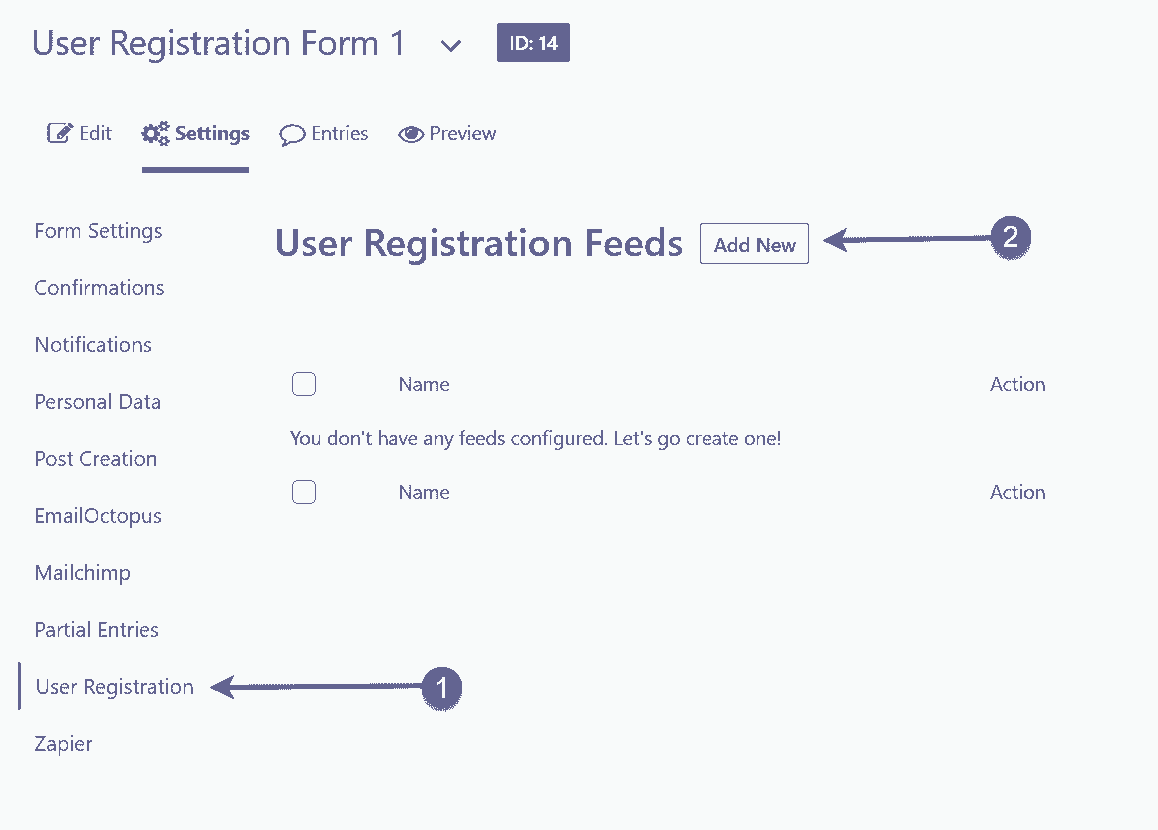 User Registration Form 1
ID: 14
Edit
Settings
Entries
Preview
Form Settings
Confirmations
Notifications
Personal Data
Post Creation
EmailOctopus
Mailchimp
Partial Entries
User Registration
1
Zapier
User Registration Feeds
Add New
2
Name
Action
You don't have any feeds configured. Let's go create one!
Name
Action